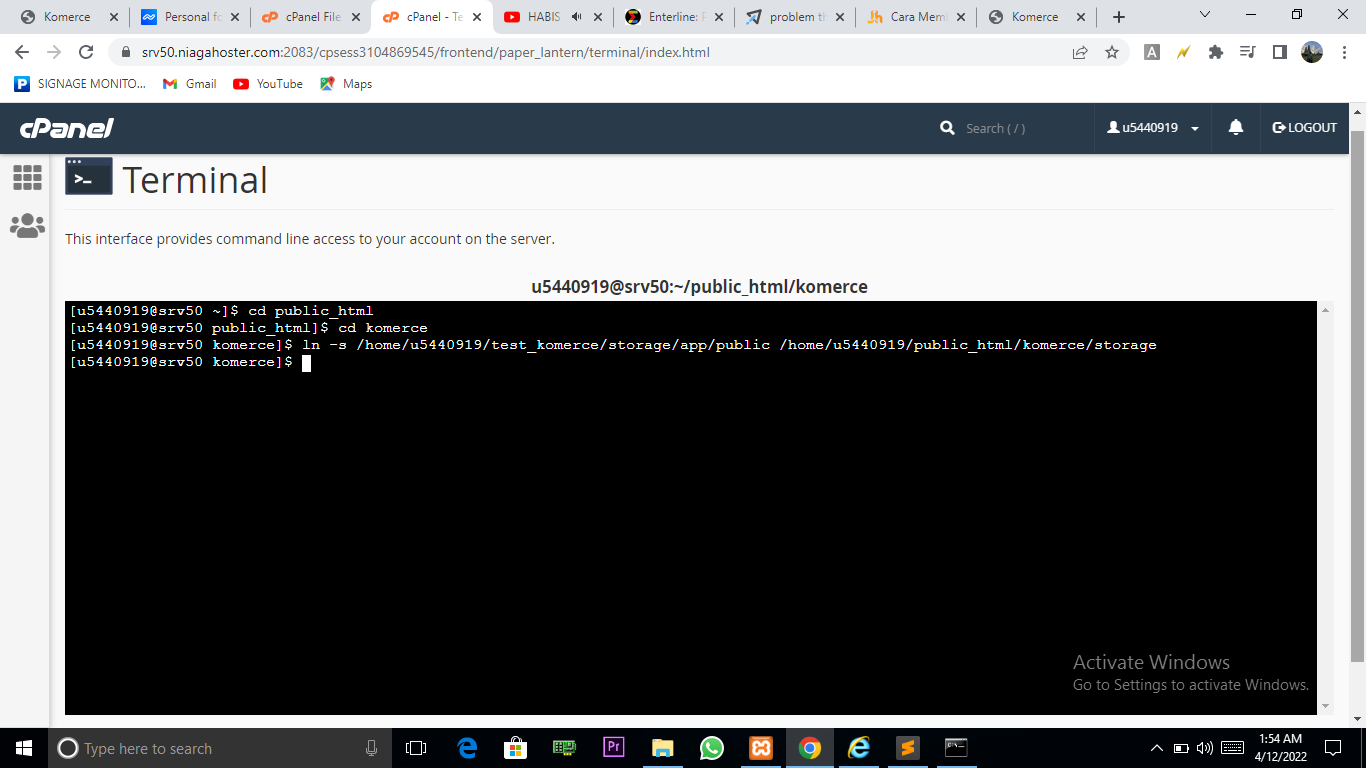 Komerce
Personal fo
cPanel File
cPanel - Te
HABIS
Enterline: F
problem th
Cara Mem
Komerce
srv50.niagahoster.com:2083/cpsess3104869545/frontend/paper_lantern/terminal/index.html
SIGNAGE MONITO...
Gmail
YouTube
Maps
cPanel
Search ( / )
u5440919
LOGOUT
>_
Terminal
This interface provides command line access to your account on the server.
u5440919@srv50:~/public_html/komerce
[u5440919@srv50 ~]$ cd public_html
[u5440919@srv50 public_html]$ cd komerce
[u5440919@srv50 komerce]$ ln -s /home/u5440919/test_komerce/storage/app/public /home/u5440919/public_html/komerce/storage
[u5440919@srv50 komerce]$
Activate Windows
Go to Settings to activate Windows.
Type here to search
Pr
1:54 AM
4/12/2022